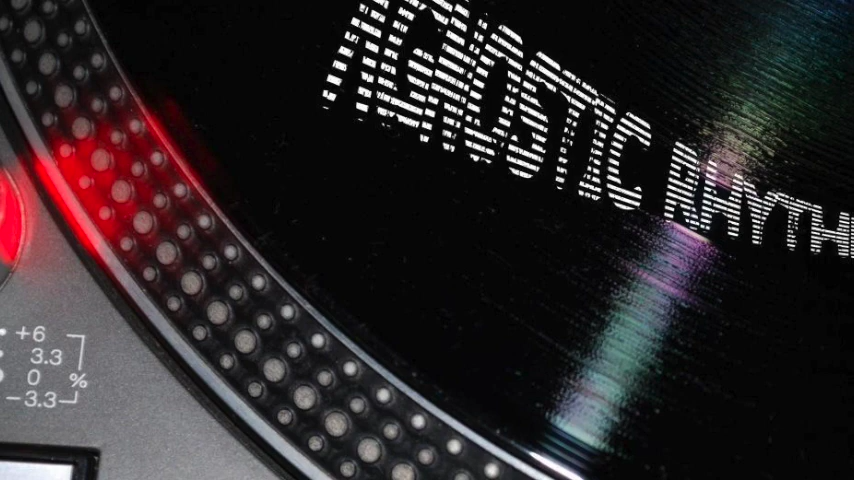 AGNOSTIC RHYTH
+6
3.3
0 %
-3.3